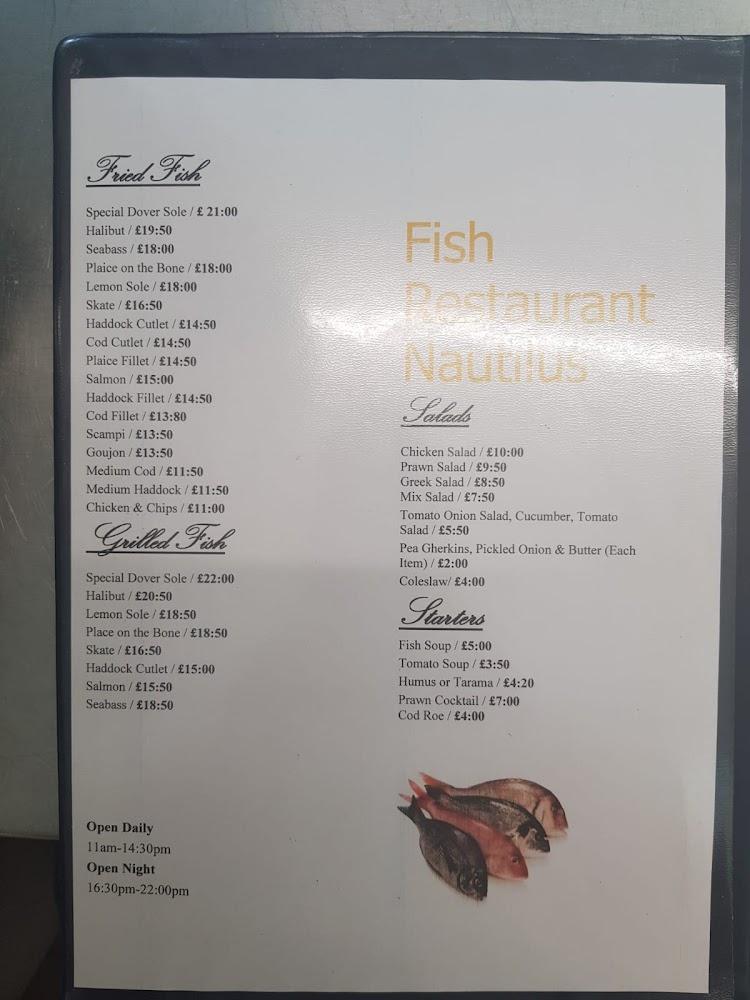 Fried Fish
Special Dover Sole / £ 21:00
Halibut / £19:50
Seabass / £18:00
Plaice on the Bone / £18:00
Lemon Sole / £18:00
Skate / £16:50
Haddock Cutlet / £14:50
Cod Cutlet / £14:50
Plaice Fillet / £14:50
Salmon / £15:00
Haddock Fillet / £14:50
Cod Fillet / £13:80
Scampi / £13:50
Goujon / £13:50
Medium Cod / £11:50
Medium Haddock / £11:50
Chicken & Chips / £11:00
Grilled Fish
Special Dover Sole / £22:00
Halibut / £20:50
Lemon Sole / £18:50
Place on the Bone / £18:50
Skate / £16:50
Haddock Cutlet / £15:00
Salmon / £15:50
Seabass / £18:50
Open Daily
11am-14:30pm
Open Night
16:30pm-22:00pm
Fish
Restaurant
Nautilus
Salads
Chicken Salad / £10:00
Prawn Salad / £9:50
Greek Salad / £8:50
Mix Salad / £7:50
Tomato Onion Salad, Cucumber, Tomato
Salad / £5:50
Pea Gherkins, Pickled Onion & Butter (Each
Item) / £2:00
Coleslaw/ £4:00
Starters
Fish Soup / £5:00
Tomato Soup / £3:50
Humus or Tarama / £4:20
Prawn Cocktail / £7:00
Cod Roe / £4:00